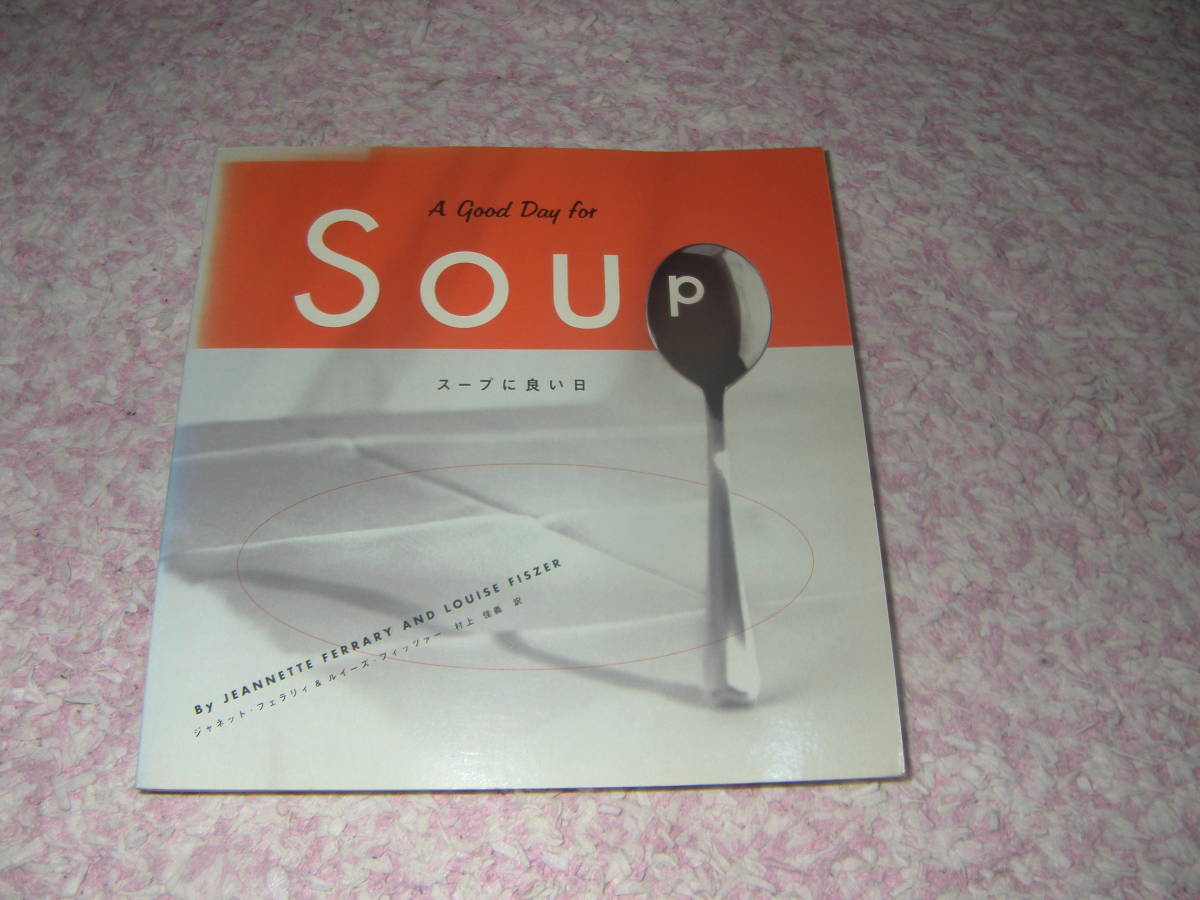 A Good Day for
Soup
スープに良い日
By JEANNETTE FERRARY AND LOUISE FISZER
ジャネット・フェラリィ & ルイーズ・フィッツァー 村上 佳義 訳